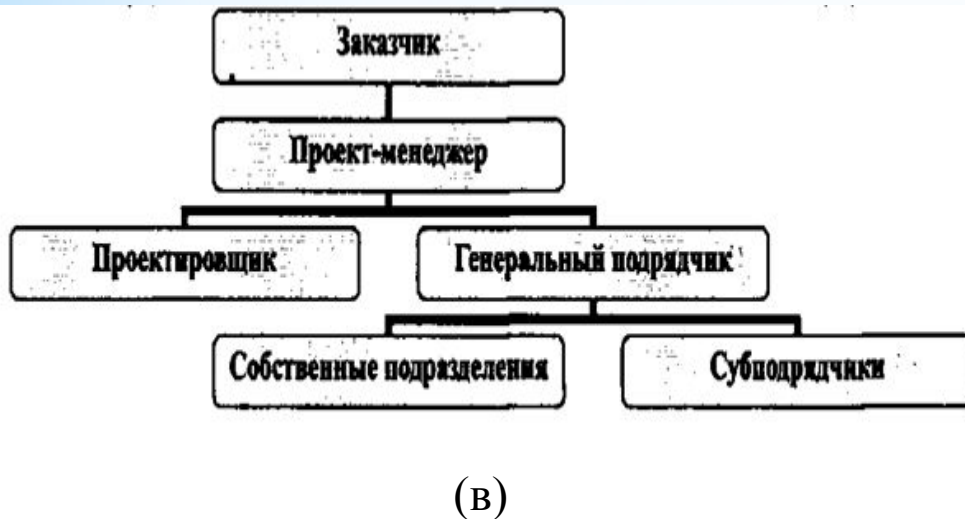 Заказчик
Проект-менеджер
Проектировщик
Генеральный подрядчик
Собственные подразделения
Субподрядчики
(в)